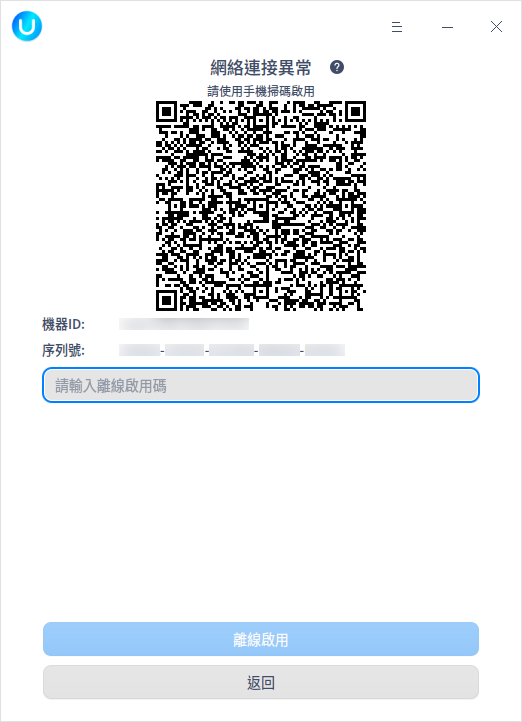 網絡連接異常 ?
請使用手機掃碼啟用
機器ID:
序列號: - - - -
請輸入離線啟用碼
離線啟用
返回